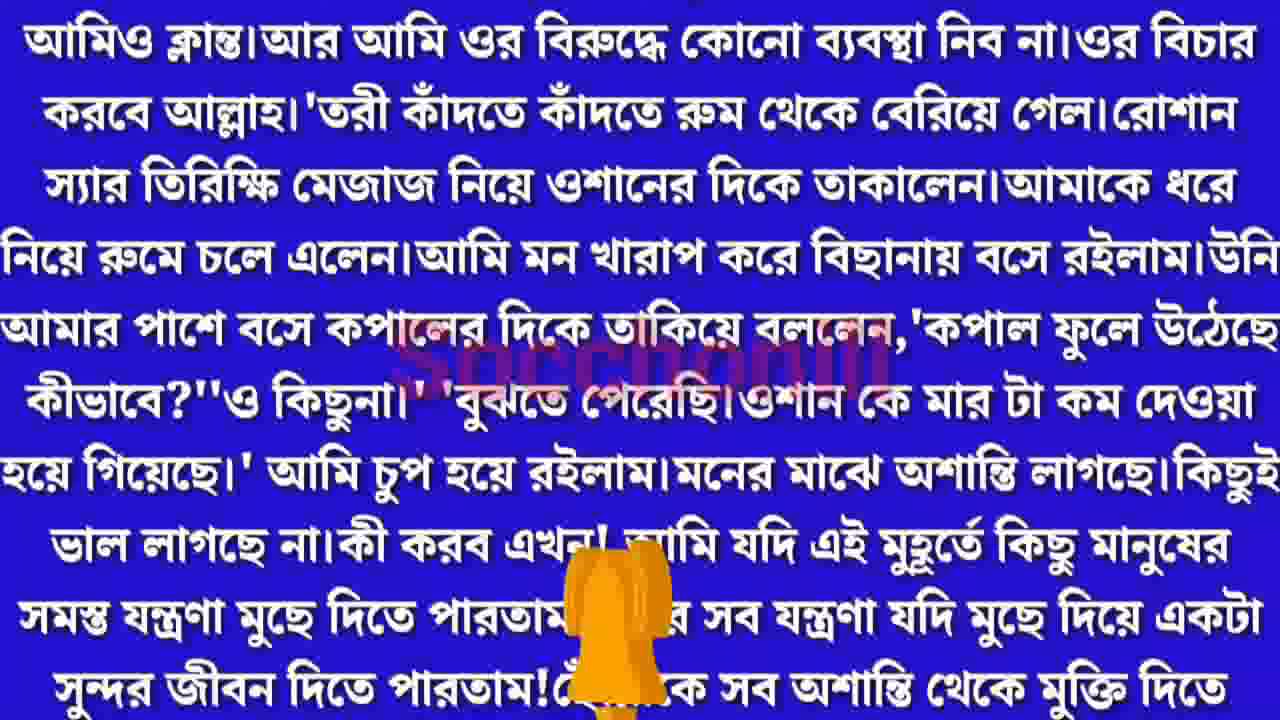 আমিও ক্লান্ত।আর আমি ওর বিরুদ্ধে কোনো ব্যবস্থা নিব না।ওর বিচার
করবে আল্লাহ।'তরী কাঁদতে কাঁদতে রুম থেকে বেরিয়ে গেল।রোশান
স্যার তিরিক্ষি মেজাজ নিয়ে ওশানের দিকে তাকালেন।আমাকে ধরে
নিয়ে রুমে চলে এলেন।আমি মন খারাপ করে বিছানায় বসে রইলাম।উনি
আমার পাশে বসে কপালের দিকে তাকিয়ে বললেন,'কপাল ফুলে উঠেছে
কীভাবে?''ও কিছুনা।' 'বুঝতে পেরেছি।ওশান কে মার টা কম দেওয়া
হয়ে গিয়েছে।' আমি চুপ হয়ে রইলাম।মনের মাঝে অশান্তি লাগছে।কিছুই
ভাল লাগছে না।কী করব এখন! আমি যদি এই মুহূর্তে কিছু মানুষের
সমস্ত যন্ত্রণা মুছে দিতে পারতাম সব যন্ত্রণা যদি মুছে দিয়ে একটা
সুন্দর জীবন দিতে পারতাম! সব অশান্তি থেকে মুক্তি দিতে